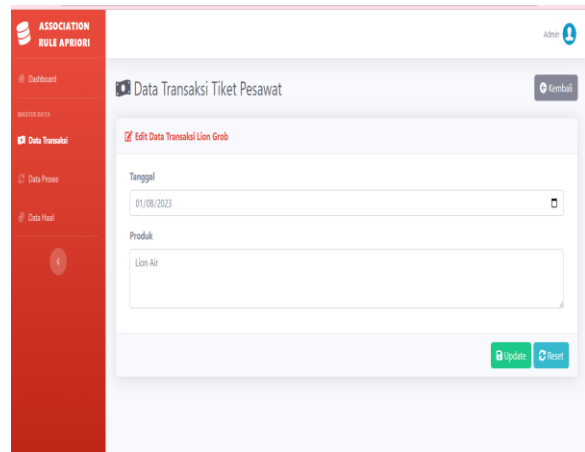 ASSOCIATION
RULE APRIORI
Admin
Dashboard
MASTER DATA
Data Transaksi
Data Proses
Data Hasil
Data Transaksi Tiket Pesawat
Kembali
Edit Data Transaksi Lion Grob
Tanggal
01/08/2023
Produk
Lion Air
Update
Reset